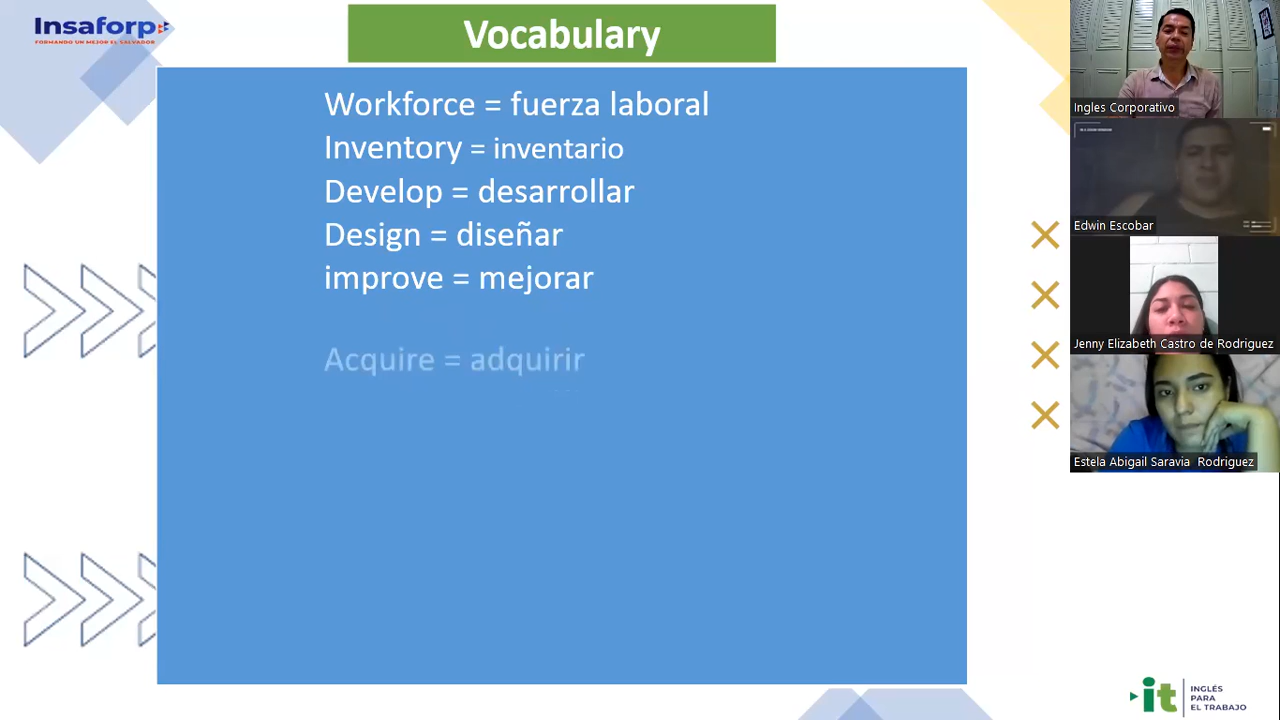 Insaforp
FORMANDO UN MEJOR EL SALVADOR
Vocabulary
Workforce = fuerza laboral
Inventory = inventario
Develop = desarrollar
Design = diseñar
improve = mejorar
Acquire = adquirir
Ingles Corporativo
Edwin Escobar
Jenny Elizabeth Castro de Rodriguez
Estela Abigail Saravia Rodriguez
it
INGLÉS
PARA
EL TRABAJO